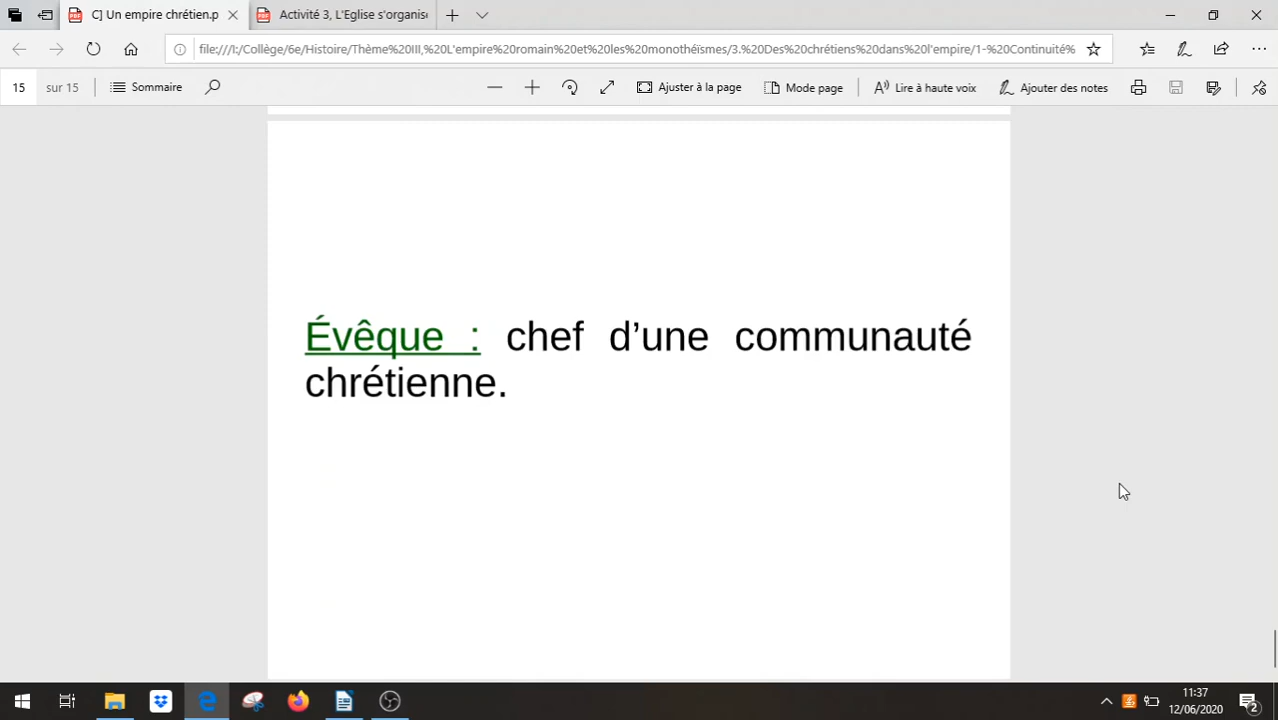 C] Un empire chrétien.p
Activité 3, L'Eglise s'organise
file:///I:/Collège/6e/Histoire/Thème%20III,%20L'empire%20romain%20et%20les%20monothéismes/3.%20Des%20chrétiens%20dans%20l'empire/1-%20Continuité%
15 sur 15 Sommaire Ajuster à la page Mode page Lire à haute voix Ajouter des notes
Évêque : chef d’une communauté
chrétienne.
11:37
12/06/2020
2